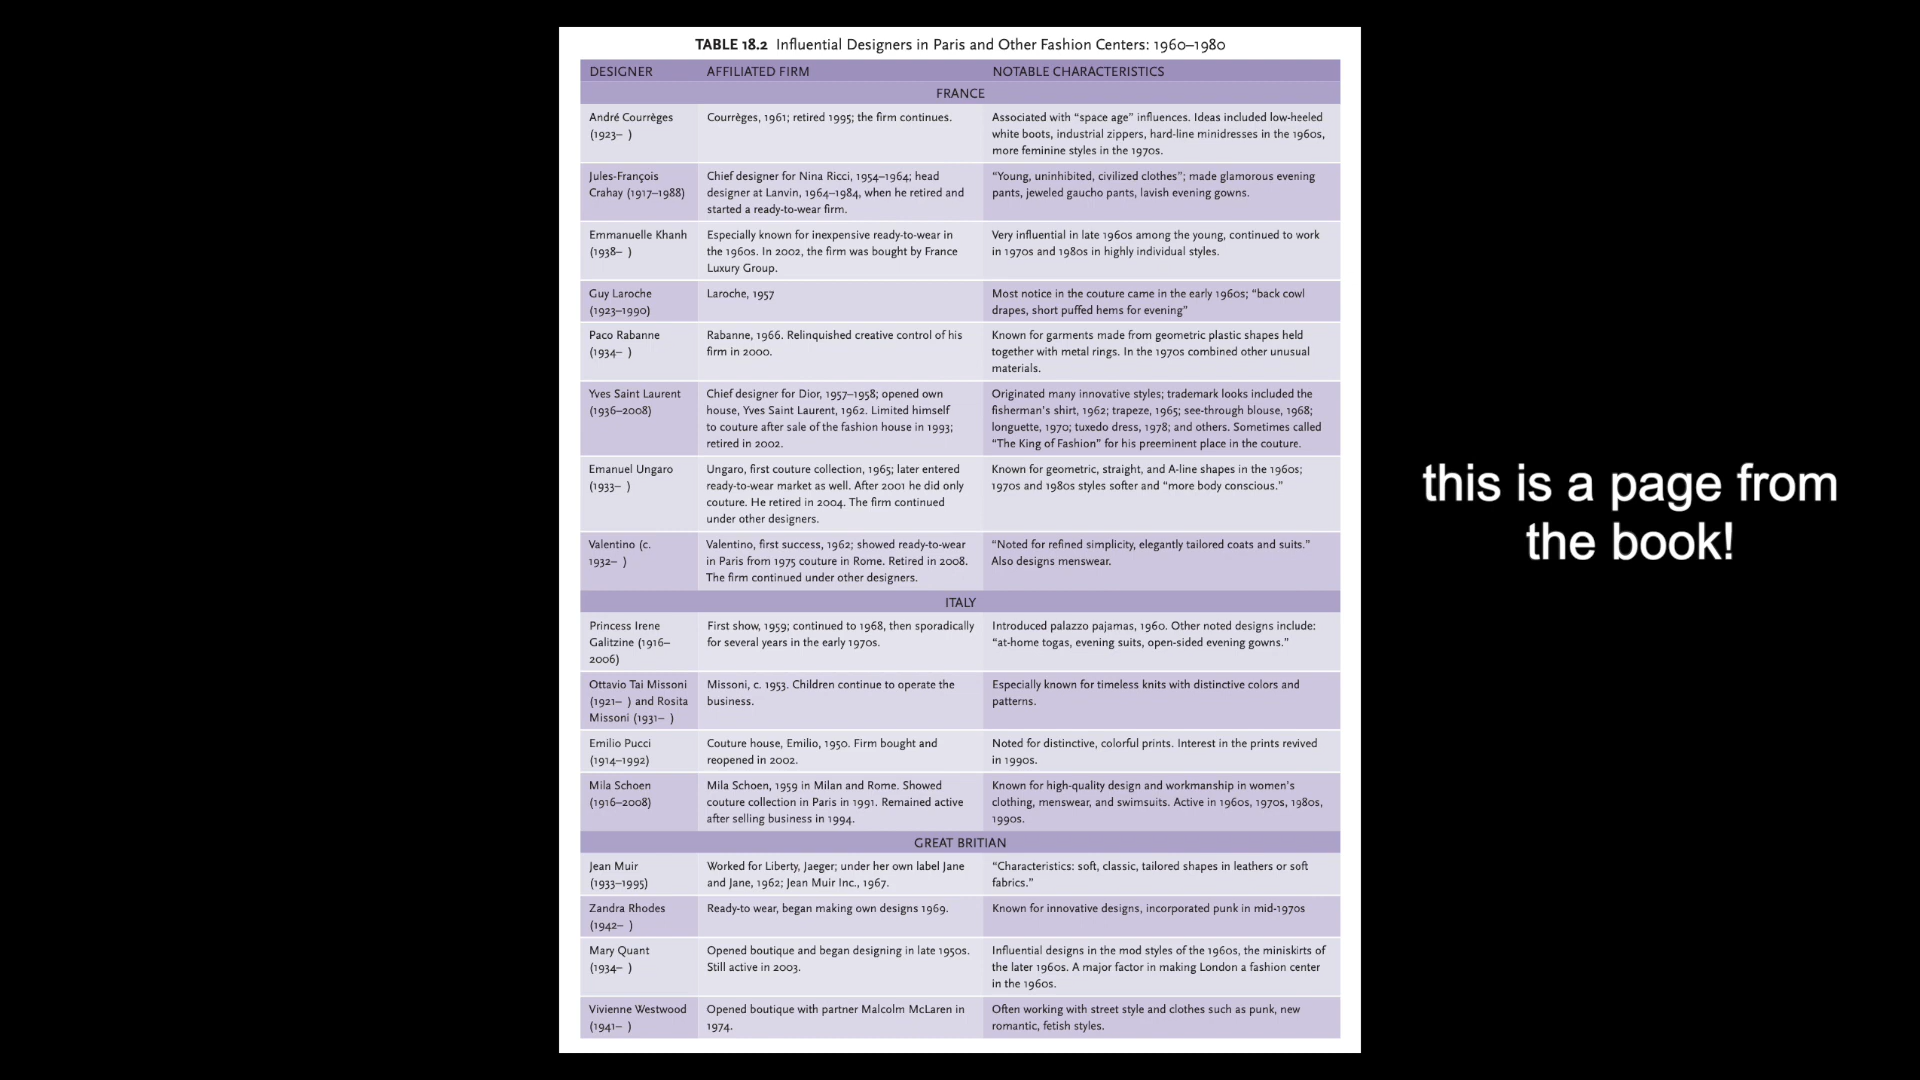 TABLE 18.2 Influential Designers in Paris and Other Fashion Centers: 1960–1980
DESIGNER AFFILIATED FIRM NOTABLE CHARACTERISTICS
FRANCE
André Courrèges
(1923– )
Courrèges, 1961; retired 1995; the firm continues.
Associated with “space age” influences. Ideas included low-heeled
white boots, industrial zippers, hard-line minidresses in the 1960s,
more feminine styles in the 1970s.
Jules-François
Crahay (1917–1988)
Chief designer for Nina Ricci, 1954–1964; head
designer at Lanvin, 1964–1984, when he retired and
started a ready-to-wear firm.
“Young, uninhibited, civilized clothes”; made glamorous evening
pants, jeweled gaucho pants, lavish evening gowns.
Emmanuelle Khanh
(1938– )
Especially known for inexpensive ready-to-wear in
the 1960s. In 2002, the firm was bought by France
Luxury Group.
Very influential in late 1960s among the young, continued to work
in 1970s and 1980s in highly individual styles.
Guy Laroche
(1923–1990)
Laroche, 1957
Most notice in the couture came in the early 1960s; “back cowl
drapes, short puffed hems for evening”
Paco Rabanne
(1934– )
Rabanne, 1966. Relinquished creative control of his
firm in 2000.
Known for garments made from geometric plastic shapes held
together with metal rings. In the 1970s combined other unusual
materials.
Yves Saint Laurent
(1936–2008)
Chief designer for Dior, 1957–1958; opened own
house, Yves Saint Laurent, 1962. Limited himself
to couture after sale of the fashion house in 1993;
retired in 2002.
Originated many innovative styles; trademark looks included the
fisherman’s shirt, 1962; trapeze, 1965; see-through blouse, 1968;
longuette, 1970; tuxedo dress, 1978; and others. Sometimes called
“The King of Fashion” for his preeminent place in the couture.
Emanuel Ungaro
(1933– )
Ungaro, first couture collection, 1965; later entered
ready-to-wear market as well. After 2001 he did only
couture. He retired in 2004. The firm continued
under other designers.
Known for geometric, straight, and A-line shapes in the 1960s;
1970s and 1980s styles softer and “more body conscious.”
Valentino (c.
1932– )
Valentino, first success, 1962; showed ready-to-wear
in Paris from 1975 couture in Rome. Retired in 2008.
The firm continued under other designers.
“Noted for refined simplicity, elegantly tailored coats and suits.”
Also designs menswear.
ITALY
Princess Irene
Galitzine (1916–
2006)
First show, 1959; continued to 1968, then sporadically
for several years in the early 1970s.
Introduced palazzo pajamas, 1960. Other noted designs include:
“at-home togas, evening suits, open-sided evening gowns.”
Ottavio Tai Missoni
(1921– ) and Rosita
Missoni (1931– )
Missoni, c. 1953. Children continue to operate the
business.
Especially known for timeless knits with distinctive colors and
patterns.
Emilio Pucci
(1914–1992)
Couture house, Emilio, 1950. Firm bought and
reopened in 2002.
Noted for distinctive, colorful prints. Interest in the prints revived
in 1990s.
Mila Schoen
(1916–2008)
Mila Schoen, 1959 in Milan and Rome. Showed
couture collection in Paris in 1991. Remained active
after selling business in 1994.
Known for high-quality design and workmanship in women’s
clothing, menswear, and swimsuits. Active in 1960s, 1970s, 1980s,
1990s.
GREAT BRITIAN
Jean Muir
(1933–1995)
Worked for Liberty, Jaeger; under her own label Jane
and Jane, 1962; Jean Muir Inc., 1967.
“Characteristics: soft, classic, tailored shapes in leathers or soft
fabrics.”
Zandra Rhodes
(1942– )
Ready-to wear, began making own designs 1969.
Known for innovative designs, incorporated punk in mid-1970s
Mary Quant
(1934– )
Opened boutique and began designing in late 1950s.
Still active in 2003.
Influential designs in the mod styles of the 1960s, the miniskirts of
the later 1960s. A major factor in making London a fashion center
in the 1960s.
Vivienne Westwood
(1941– )
Opened boutique with partner Malcolm McLaren in
1974.
Often working with street style and clothes such as punk, new
romantic, fetish styles.
this is a page from
the book!